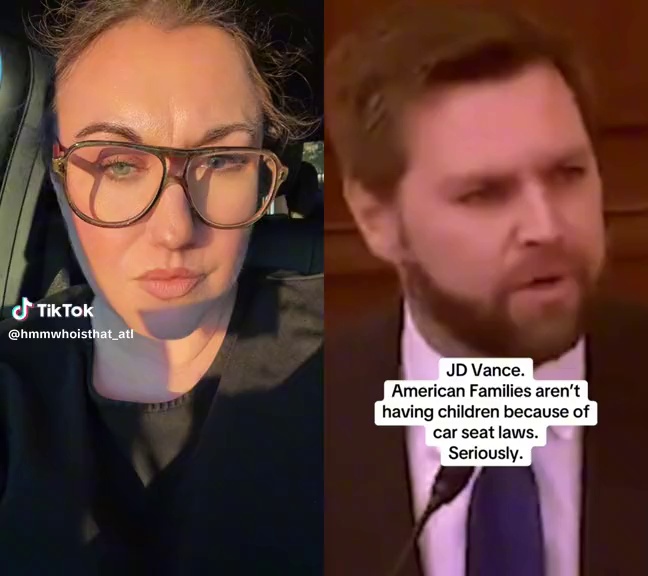 TikTok
@hmmwhoisthat_atl
JD Vance.
American Families aren't
having children because of
car seat laws.
Seriously.